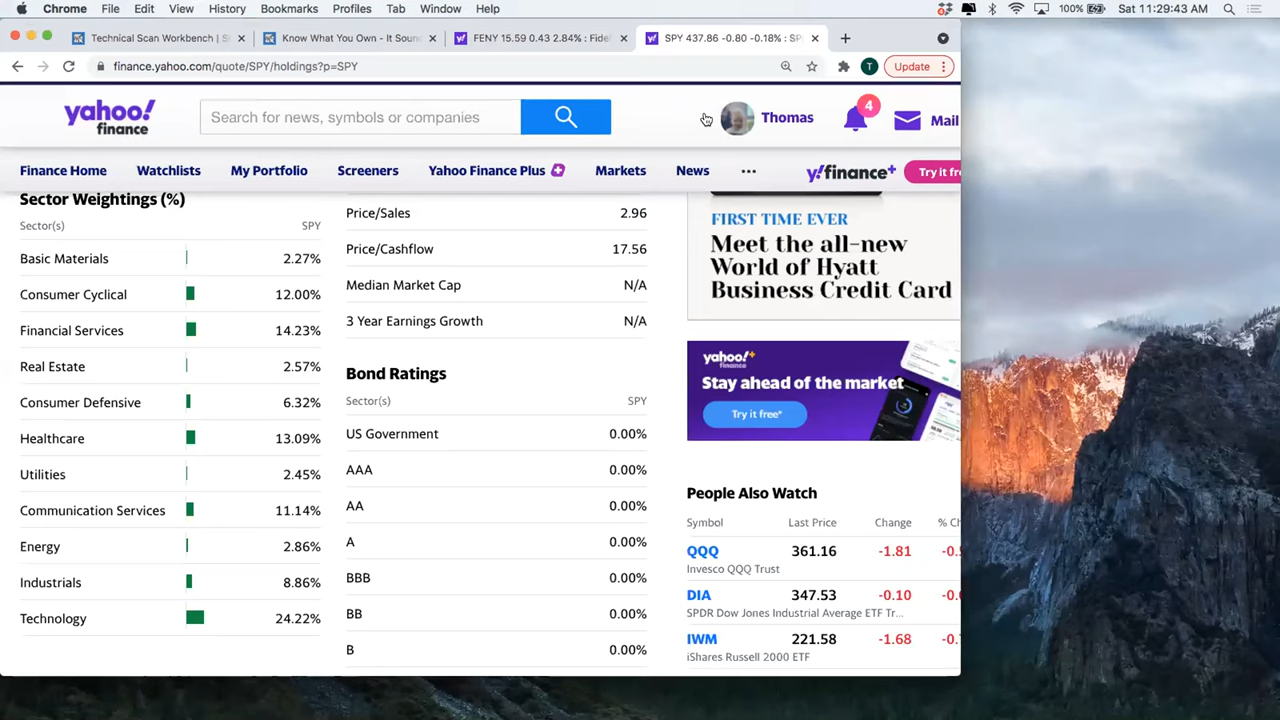 Chrome File Edit View History Bookmarks Profiles Tab Window Help 100% Sat 11:29:43 AM
Technical Scan Workbench | S
Know What You Own - It Soun
FENY 15.59 0.43 2.84% : Fidel
SPY 437.86 -0.80 -0.18% : SP
finance.yahoo.com/quote/SPY/holdings?p=SPY
T
Update
yahoo!
finance
Search for news, symbols or companies
Thomas
4
Mail
Finance Home Watchlists My Portfolio Screeners Yahoo Finance Plus Markets News ...
y!finance+
Try it fr
Sector Weightings (%)
Sector(s) SPY
Basic Materials 2.27%
Consumer Cyclical 12.00%
Financial Services 14.23%
Real Estate 2.57%
Consumer Defensive 6.32%
Healthcare 13.09%
Utilities 2.45%
Communication Services 11.14%
Energy 2.86%
Industrials 8.86%
Technology 24.22%
Price/Sales 2.96
Price/Cashflow 17.56
Median Market Cap N/A
3 Year Earnings Growth N/A
Bond Ratings
Sector(s) SPY
US Government 0.00%
AAA 0.00%
AA 0.00%
A 0.00%
BBB 0.00%
BB 0.00%
B 0.00%
FIRST TIME EVER
Meet the all-new
World of Hyatt
Business Credit Card
yahoo!+
finance
Stay ahead of the market
Try it free*
People Also Watch
Symbol Last Price Change % Ch
QQQ 361.16 -1.81
Invesco QQQ Trust
DIA 347.53 -0.10
SPDR Dow Jones Industrial Average ETF Tr...
IWM 221.58 -1.68
iShares Russell 2000 ETF